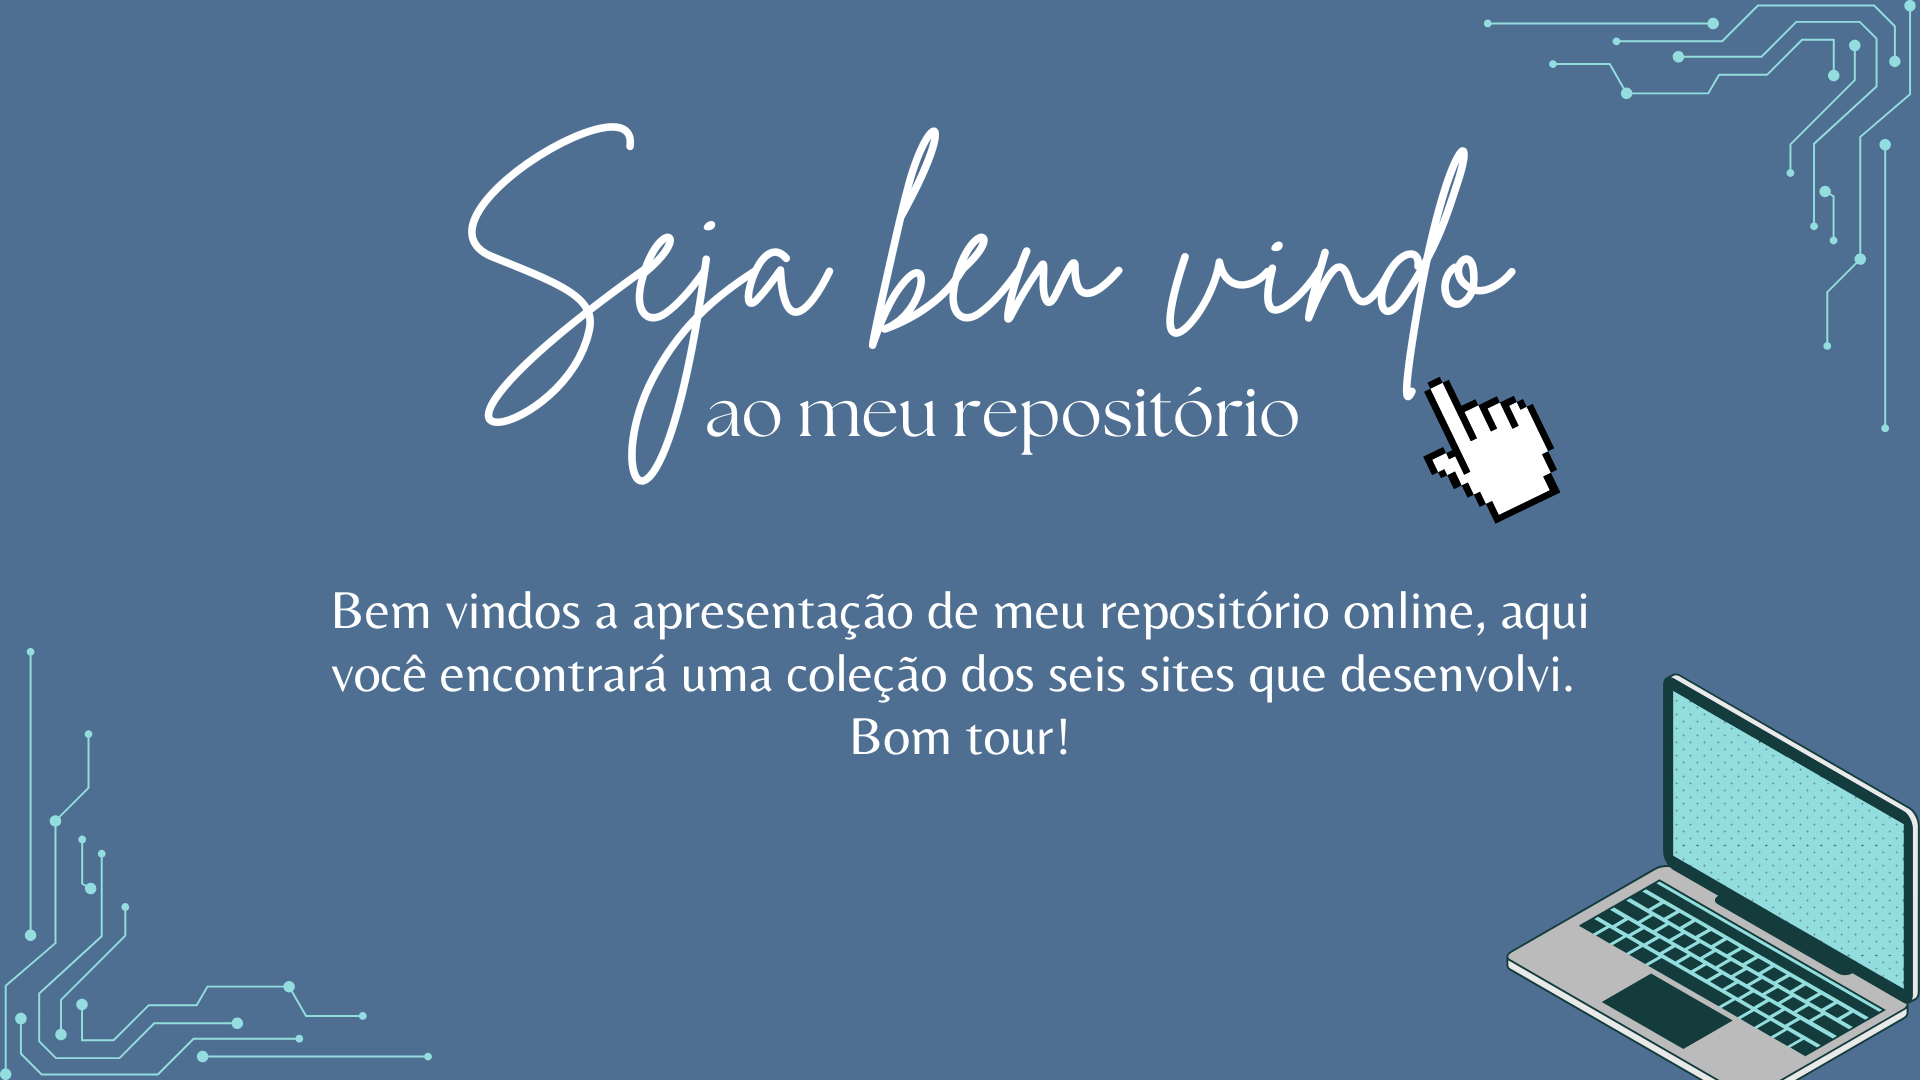 Seja bem vindo
ao meu repositório
Bem vindos a apresentação de meu repositório online, aqui
você encontrará uma coleção dos seis sites que desenvolvi.
Bom tour!